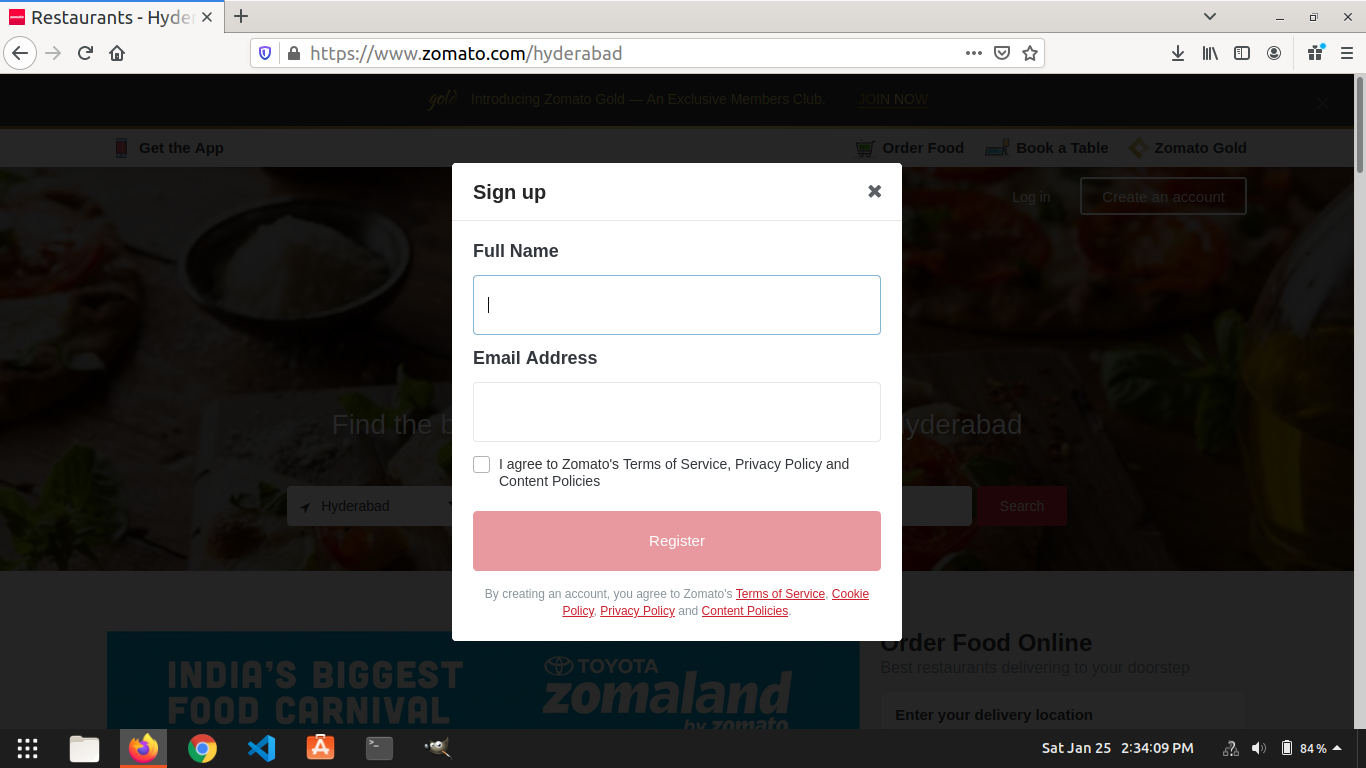 Restaurants - Hyder
https://www.zomato.com/hyderabad
gold Introducing Zomato Gold — An Exclusive Members Club. JOIN NOW
Get the App
Order Food
Book a Table
Zomato Gold
Log in
Create an account
Sign up
Full Name
Email Address
I agree to Zomato's Terms of Service, Privacy Policy and
Content Policies
Register
By creating an account, you agree to Zomato's Terms of Service, Cookie
Policy, Privacy Policy and Content Policies.
Find the b
yderabad
Hyderabad
Search
INDIA'S BIGGEST
FOOD CARNIVAL
TOYOTA
zomaland
by zomato
Order Food Online
Best restaurants delivering to your doorstep
Enter your delivery location
Sat Jan 25 2:34:09 PM
84 %